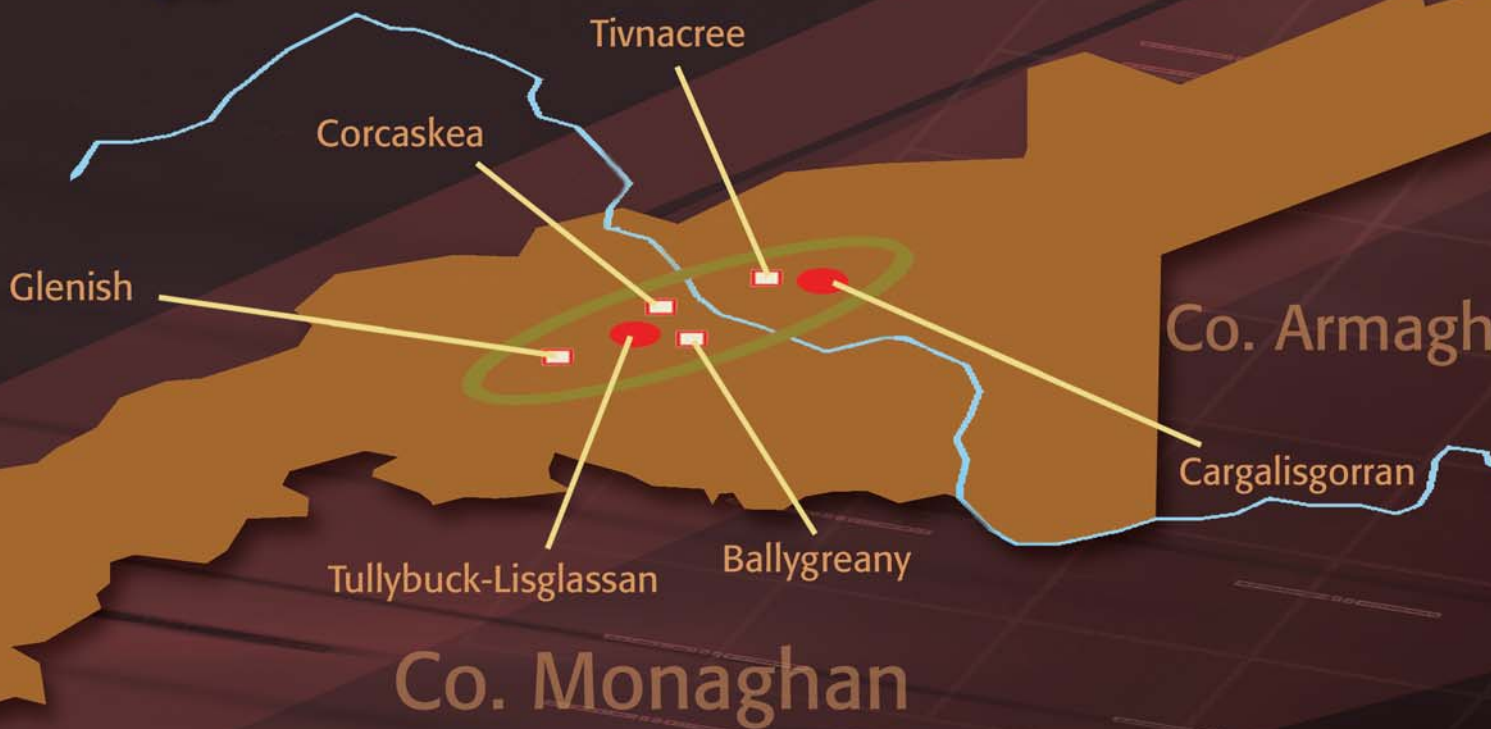 Tivnacree
Corcaskea
Glenish
Co. Armagh
Cargalisgorran
Ballygreany
Tullybuck-Lisglassan
Co. Monaghan